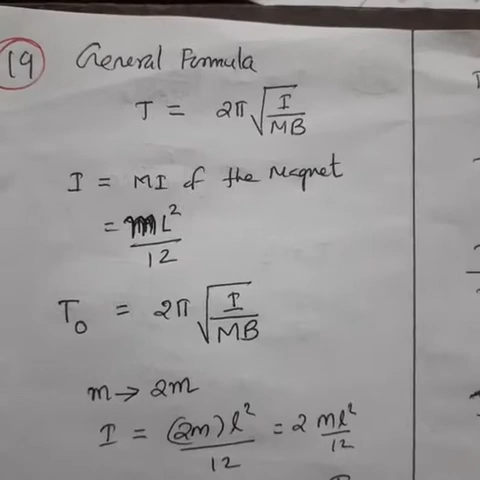 19 General Formula
T = 2π√(I/MB)
I = MI of the Magnet
= mL²/12
T₀ = 2π√(I/MB)
m → 2m
I = (2m)l²/12 = 2 ml²/12